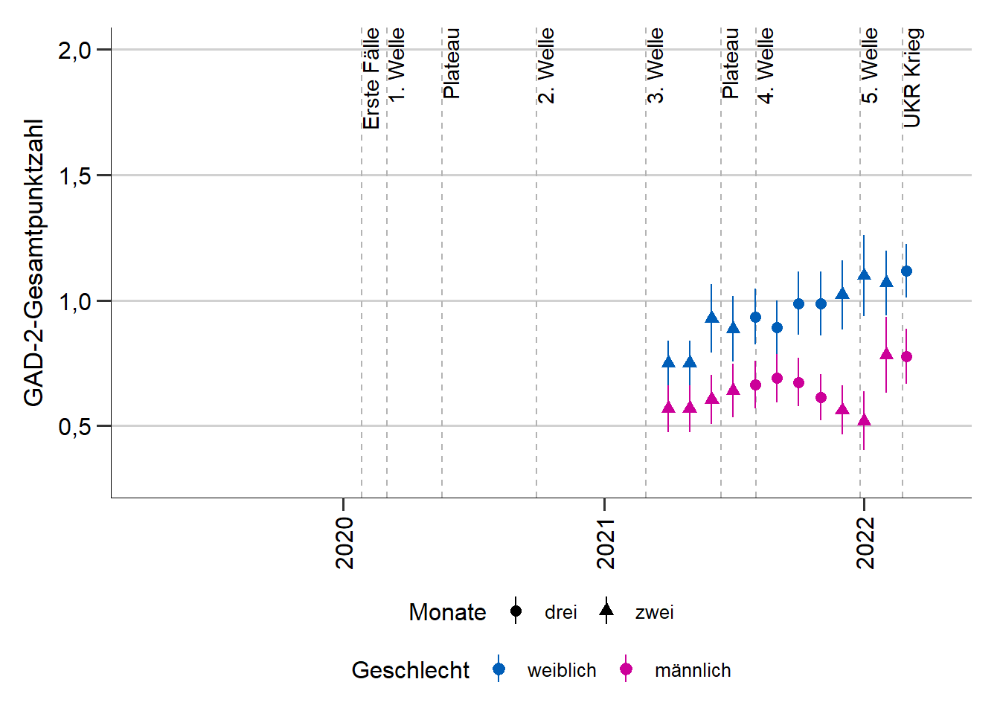 Erste Fälle
1. Welle
Plateau
2. Welle
3. Welle
Plateau
4. Welle
5. Welle
UKR Krieg
GAD-2-Gesamtpunktzahl
2,0
1,5
1,0
0,5
2020
2021
2022
Monate drei zwei
Geschlecht weiblich männlich